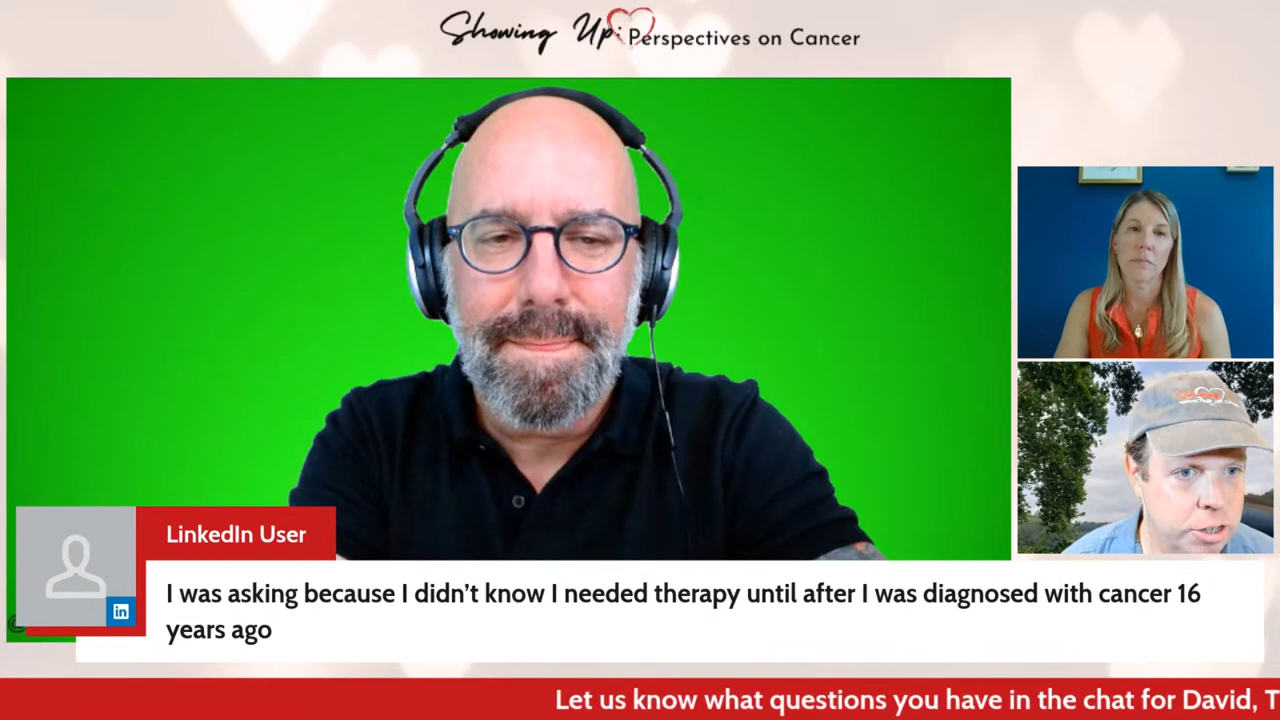 Showing Up: Perspectives on Cancer
LinkedIn User
in
I was asking because I didn’t know I needed therapy until after I was diagnosed with cancer 16
years ago
Let us know what questions you have in the chat for David, T